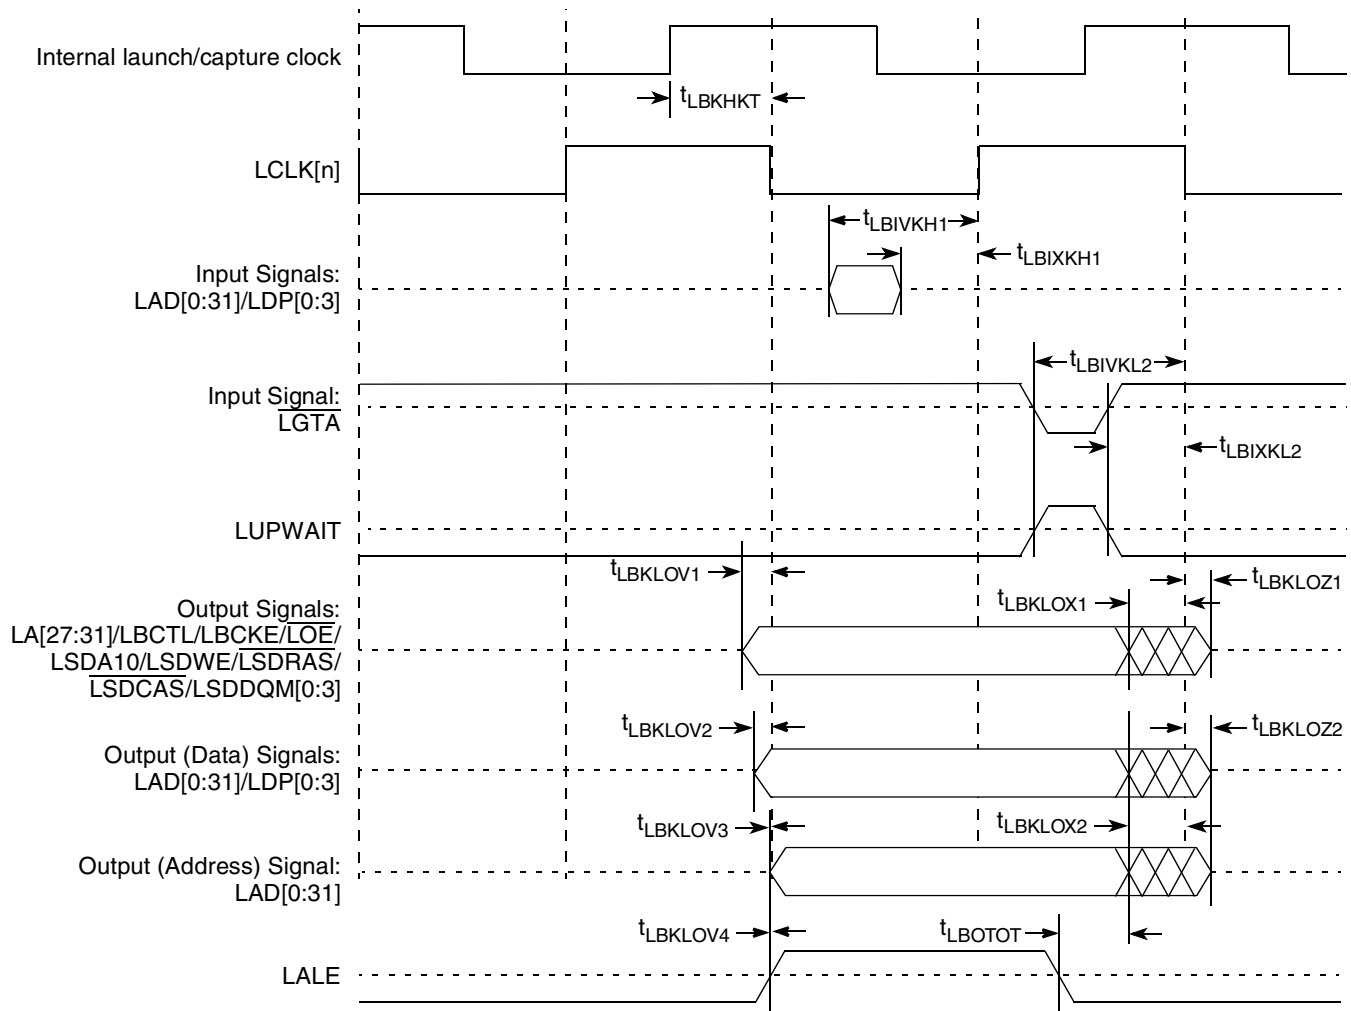 Internal launch/capture clock
tLBKHKT
LCLK[n]
tLBIVKH1
tLBIXKH1
Input Signals:
LAD[0:31]/LDP[0:3]
tLBIVKL2
Input Signal:
LGTA
tLBIXKL2
LUPWAIT
tLBKLOV1
tLBKLOZ1
tLBKLOX1
Output Signals:
LA[27:31]/LBCTL/LBCKE/LOE/
LSDA10/LSDWE/LSDRAS/
LSDCAS/LSDDQM[0:3]
tLBKLOV2
tLBKLOZ2
Output (Data) Signals:
LAD[0:31]/LDP[0:3]
tLBKLOV3
tLBKLOX2
Output (Address) Signal:
LAD[0:31]
tLBKLOV4
tLBOTOT
LALE